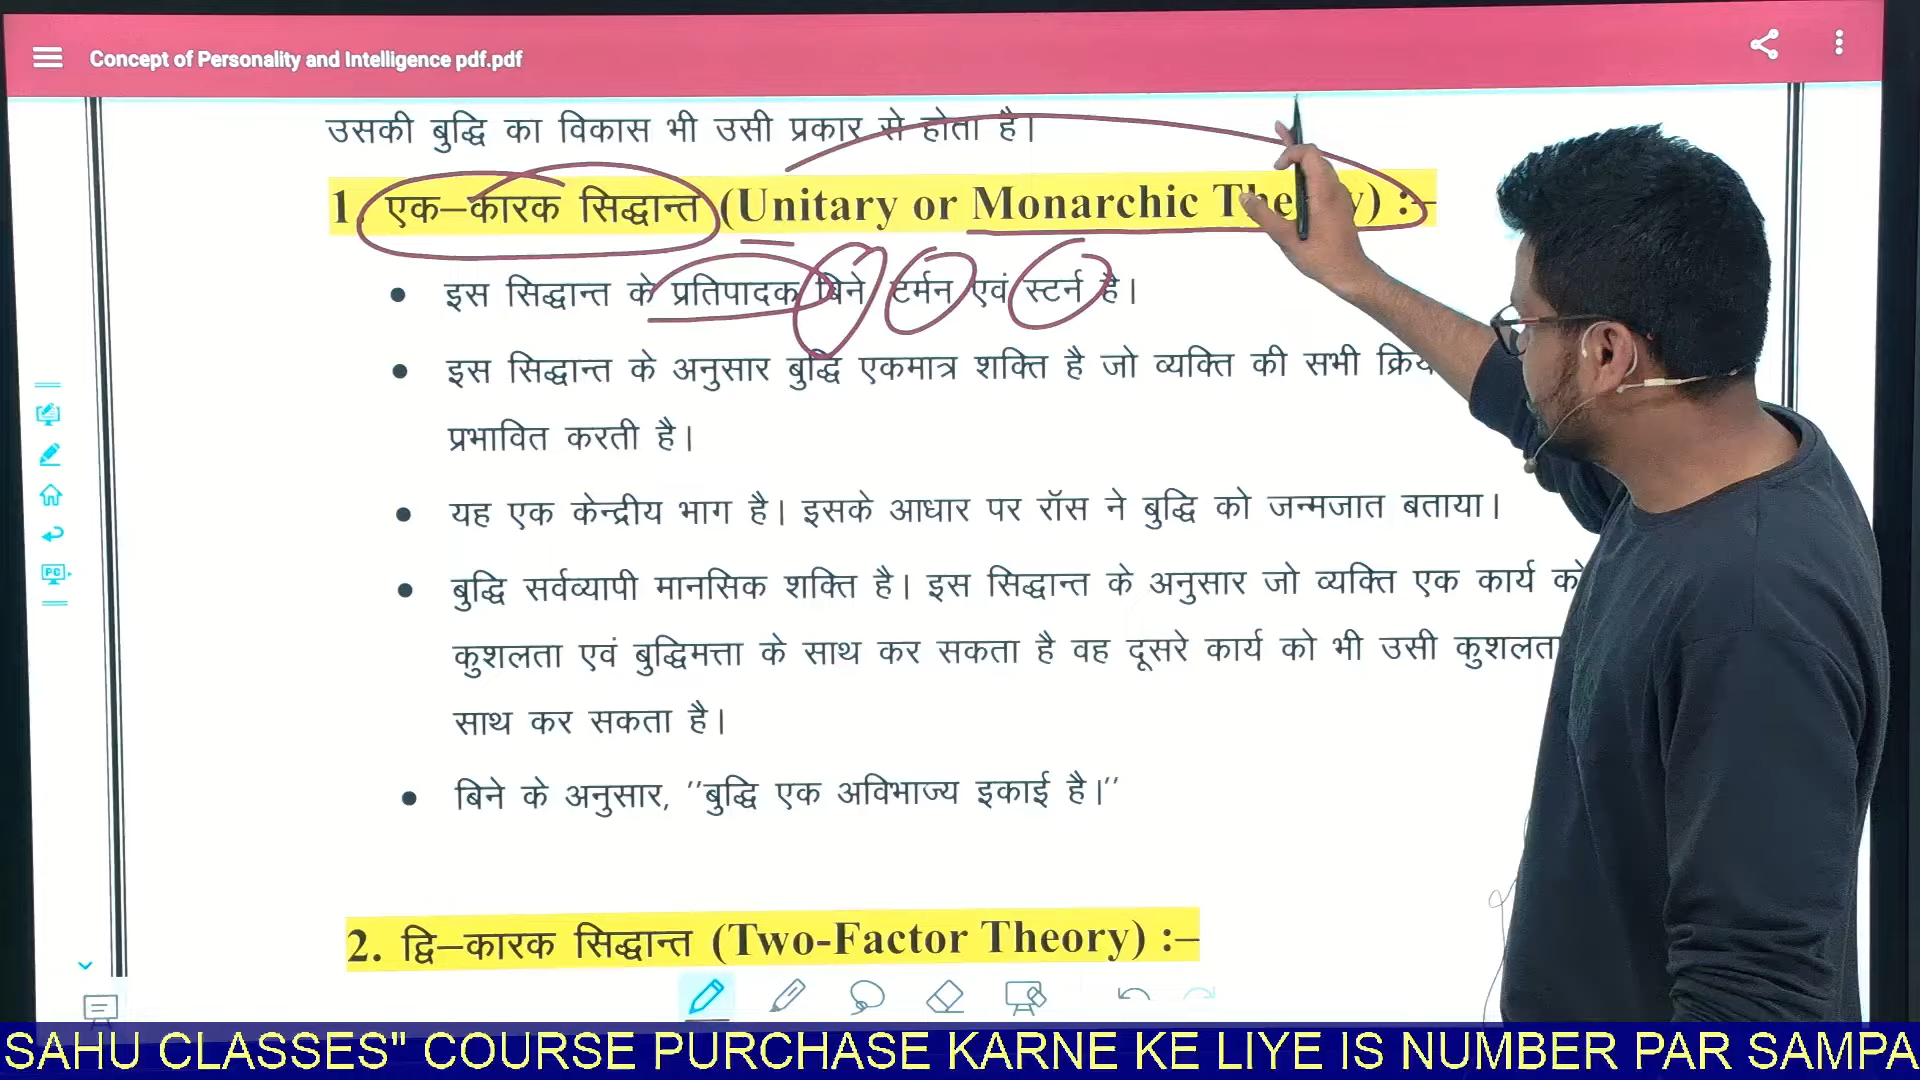 Concept of Personality and Intelligence pdf.pdf
उसकी बुद्धि का विकास भी उसी प्रकार से होता है।
1. एक–कारक सिद्धान्त (Unitary or Monarchic Theory) :–
• इस सिद्धान्त के प्रतिपादक बिने टर्मन एवं स्टर्न है।
• इस सिद्धान्त के अनुसार बुद्धि एकमात्र शक्ति है जो व्यक्ति की सभी
प्रभावित करती है।
• यह एक केन्द्रीय भाग है। इसके आधार पर रॉस ने बुद्धि को जन्मजात बताया।
• बुद्धि सर्वव्यापी मानसिक शक्ति है। इस सिद्धान्त के अनुसार जो व्यक्ति एक कार्य को
कुशलता एवं बुद्धिमत्ता के साथ कर सकता है वह दूसरे कार्य को भी उसी
साथ कर सकता है।
• बिने के अनुसार, ''बुद्धि एक अविभाज्य इकाई है।''
2. द्वि–कारक सिद्धान्त (Two-Factor Theory) :–
PC
SAHU CLASSES" COURSE PURCHASE KARNE KE LIYE IS NUMBER PAR SAMPA